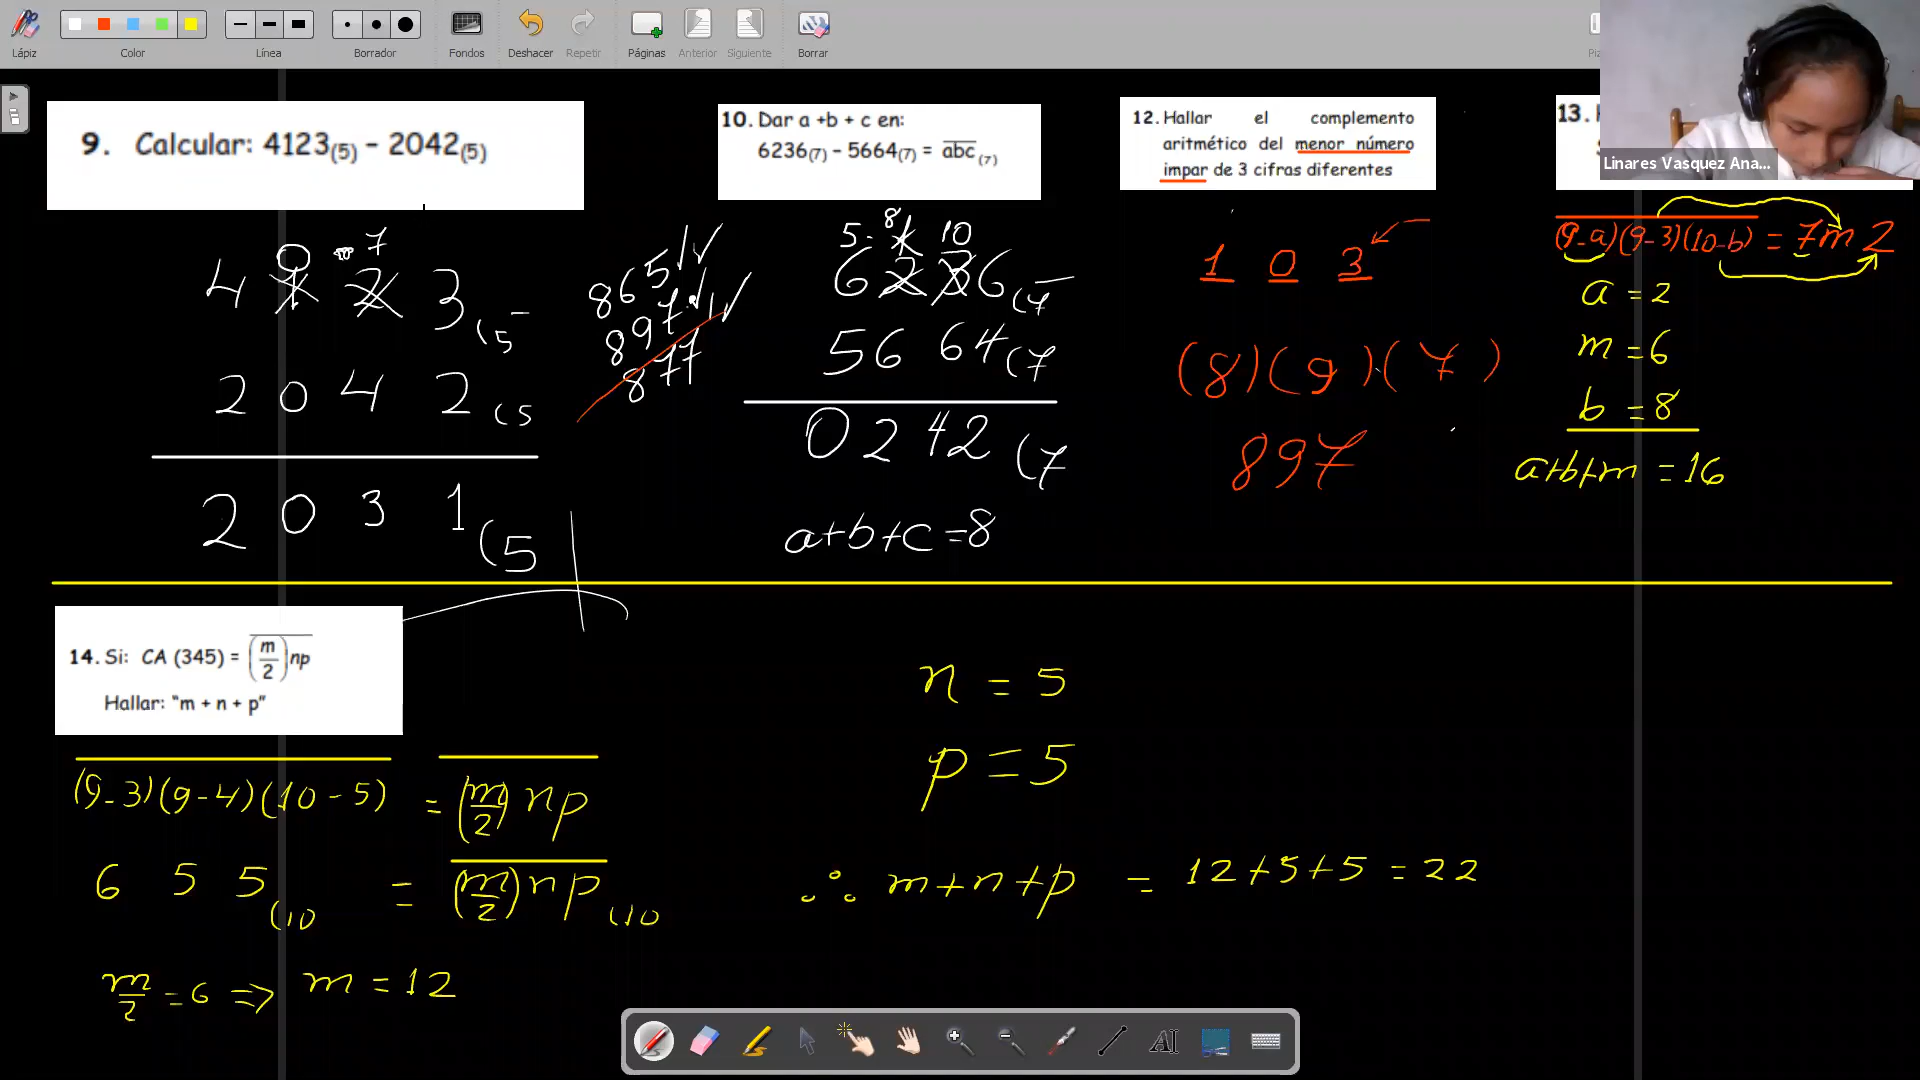 Lápiz
Color
Línea
Borrador
Fondos
Deshacer
Repetir
Páginas
Anterior
Siguiente
Borrar
Linares Vasquez Ana...
9. Calcular: 4123(5) - 2042(5)
0 7
4 1 2 3 (5
2 0 4 2 (5
2 0 3 1 (5
865
897
877
10. Dar a +b + c en:
6236(7) - 5664(7) = abc (7)
5 8 10
6 2 3 6 (7
5 6 6 4 (7
0 2 4 2 (7
a+b+c =8
12. Hallar el complemento
aritmético del menor número
impar de 3 cifras diferentes
1 0 3
(8)(9)(7)
897
13.
(9-a)(9-3)(10-b) = 7m2
a = 2
m = 6
b = 8
a+b+m = 16
14. Si: CA (345) = (m/2)np
Hallar: "m + n + p"
(9-3)(9-4)(10-5) = (m/2)np
6 5 5 (10 = (m/2)np (10
m/2 = 6 => m = 12
n = 5
p = 5
∴ m+n+p = 12+5+5 = 22
AI